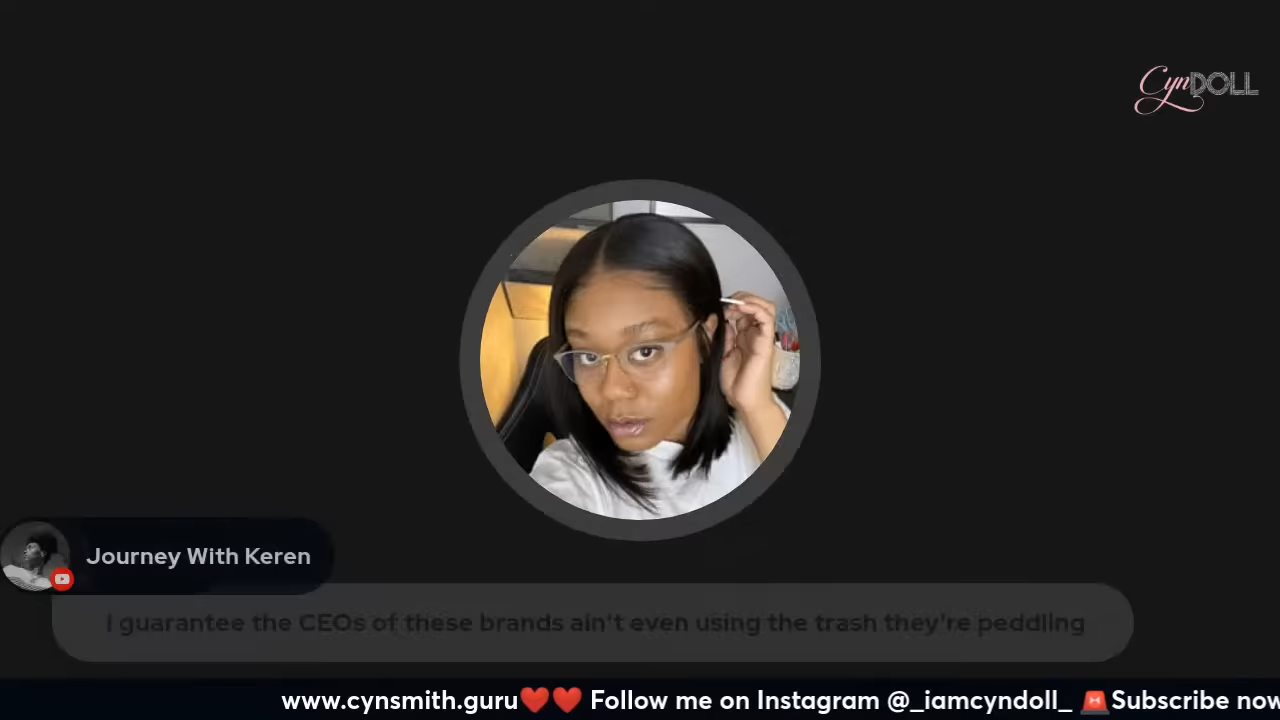 CynDOLL
Journey With Keren
I guarantee the CEOs of these brands ain't even using the trash they're peddling
www.cynsmith.guru❤️❤️ Follow me on Instagram @_iamcyndoll_ 🚨Subscribe now